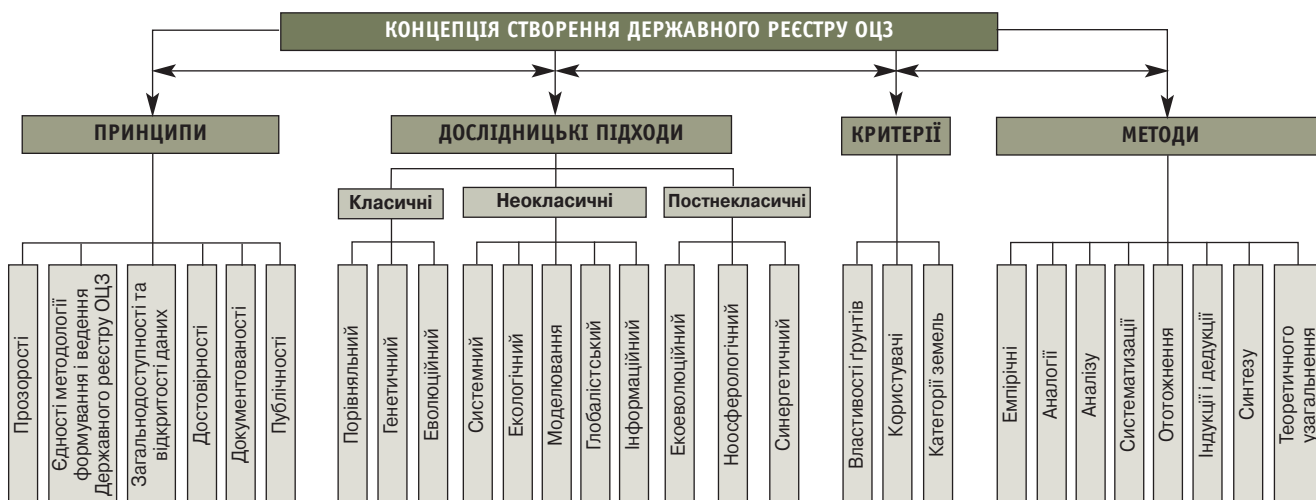 КОНЦЕПЦІЯ СТВОРЕННЯ ДЕРЖАВНОГО РЕЄСТРУ ОЦЗ
ПРИНЦИПИ
ДОСЛІДНИЦЬКІ ПІДХОДИ
КРИТЕРІЇ
МЕТОДИ
Класичні
Неокласичні
Постнекласичні
Прозорості
Єдності методології
формування і ведення
Державного реєстру ОЦЗ
Загальнодоступності та
відкритості даних
Достовірності
Документованості
Публічності
Порівняльний
Генетичний
Еволюційний
Системний
Екологічний
Моделювання
Глобалістський
Інформаційний
Екоеволюційний
Ноосферологічний
Синергетичний
Властивості ґрунтів
Користувачі
Категорії земель
Емпірічні
Аналогії
Аналізу
Систематизації
Ототожнення
Індукції і дедукції
Синтезу
Теоретичного
узагальнення